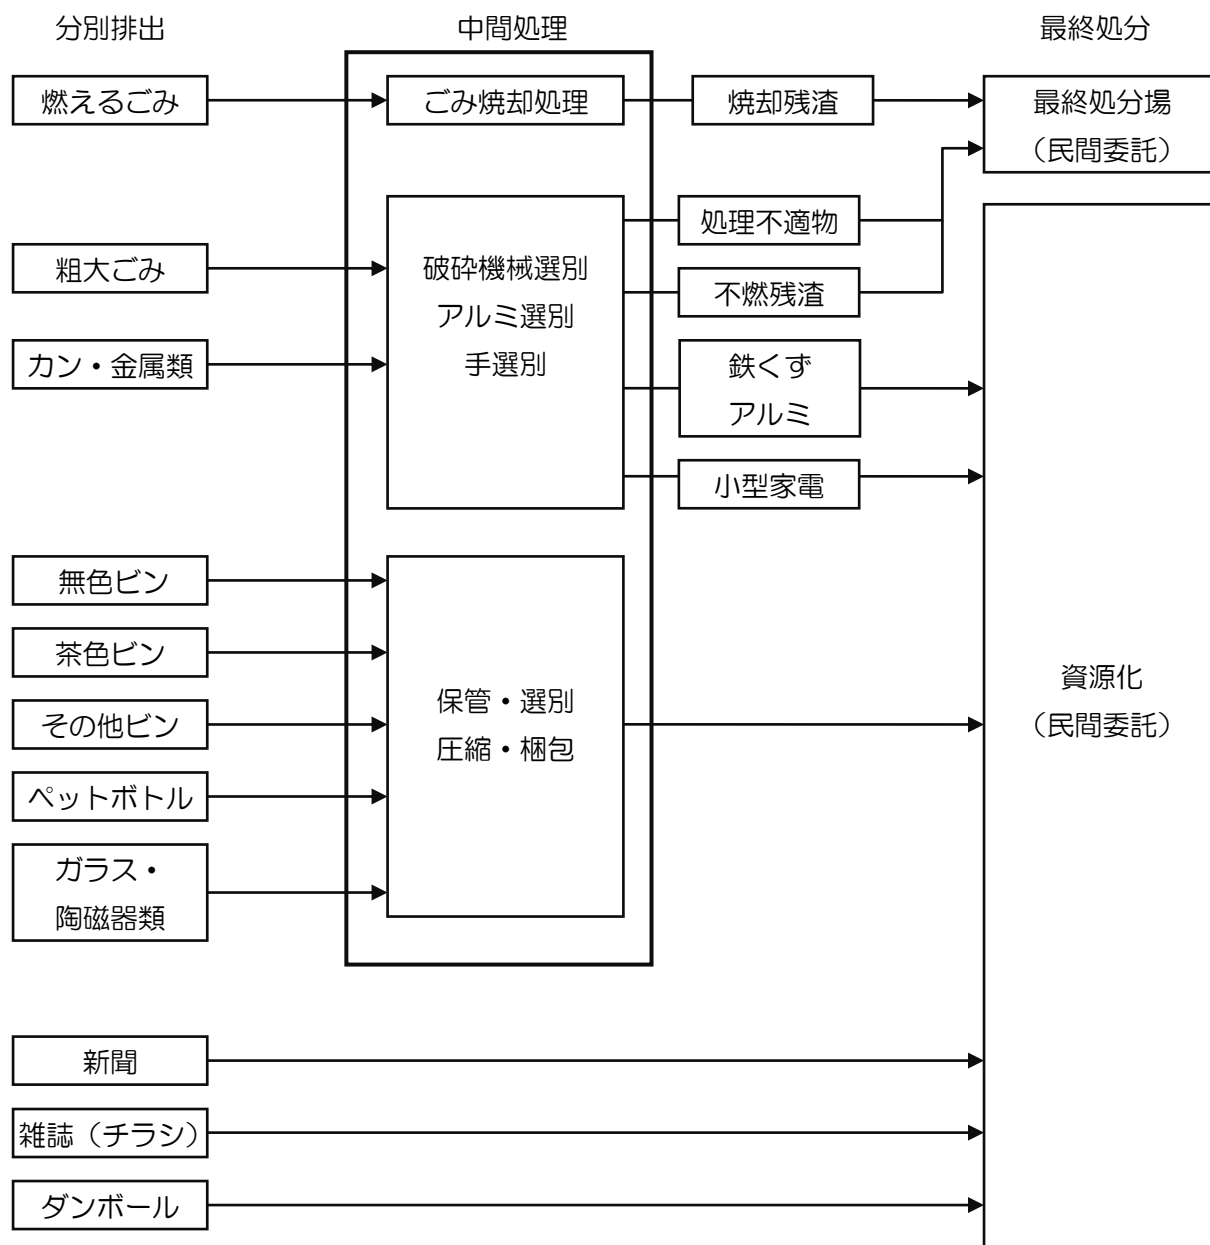 分別排出
中間処理
最終処分
燃えるごみ
ごみ焼却処理
焼却残渣
最終処分場
（民間委託）
処理不適物
粗大ごみ
破砕機械選別
アルミ選別
手選別
不燃残渣
カン・金属類
鉄くず
アルミ
小型家電
無色ビン
茶色ビン
その他ビン
ペットボトル
ガラス・
陶磁器類
保管・選別
圧縮・梱包
資源化
（民間委託）
新聞
雑誌（チラシ）
ダンボール